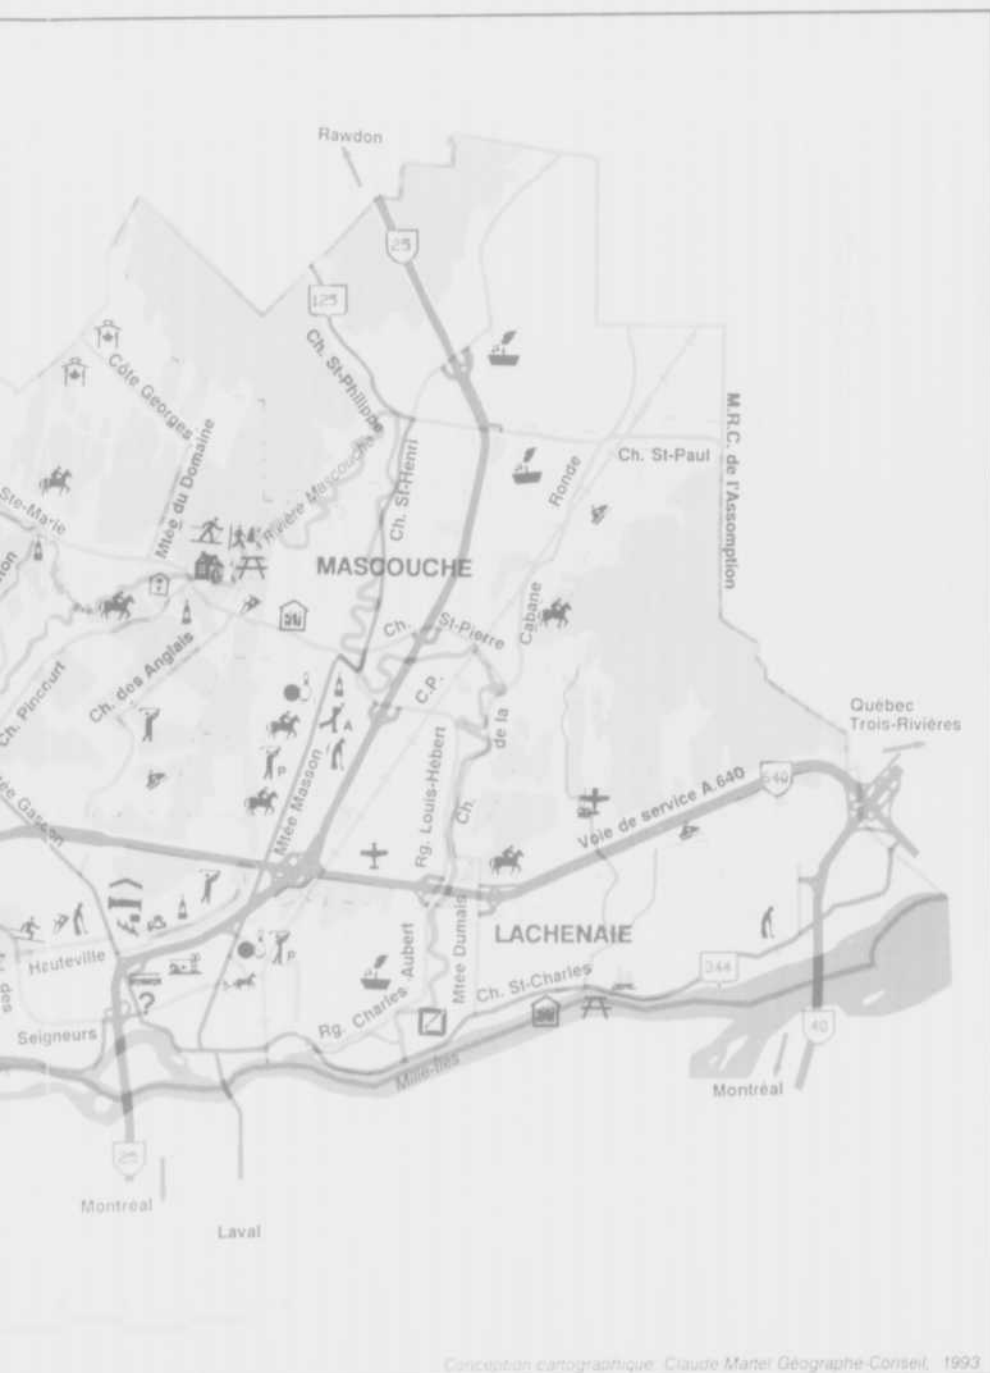 Rawdon
25
125
Ch. St-Philippe
Côte Georges
Mtée du Domaine
Rivière Mascouche
Ch. St-Henri
Ch. St-Paul
M.R.C. de l'Assomption
Ronde
Ste-Marie
MASCOUCHE
Cabane
Ch. St-Pierre
Ch. des Anglais
Ch. Pincourt
C.P.
de la
Québec
Trois-Rivières
A
P
Mtée Masson
Rg. Louis-Hébert
Ch.
Voie de service A.640
640
LACHENAIE
P
Hauteville
des
Aubert
Mtée Dumais
344
Ch. St-Charles
?
Seigneurs
Rg. Charles
40
Mille-Iles
Montréal
25
Montréal
Laval
Conception cartographique: Claude Martel Géographe-Conseil, 1993